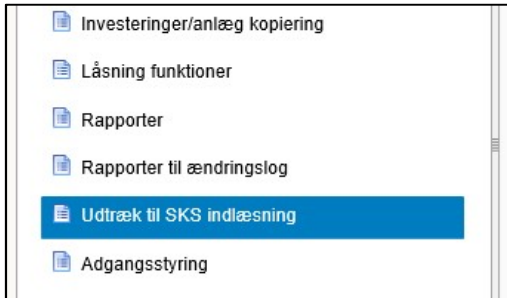 Investeringer/anlæg kopiering
Låsning funktioner
Rapporter
Rapporter til ændringslog
Udtræk til SKS indlæsning
Adgangsstyring